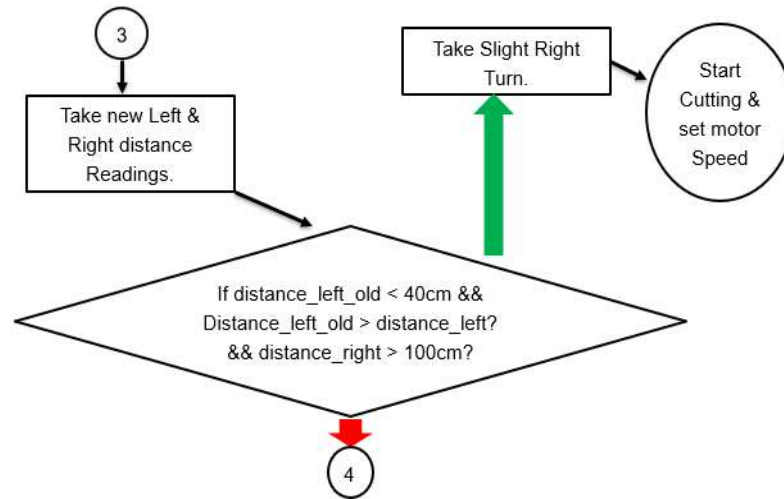 3
Take new Left &
Right distance
Readings.
Take Slight Right
Turn.
Start
Cutting &
set motor
Speed
If distance_left_old < 40cm &&
Distance_left_old > distance_left?
&& distance_right > 100cm?
4